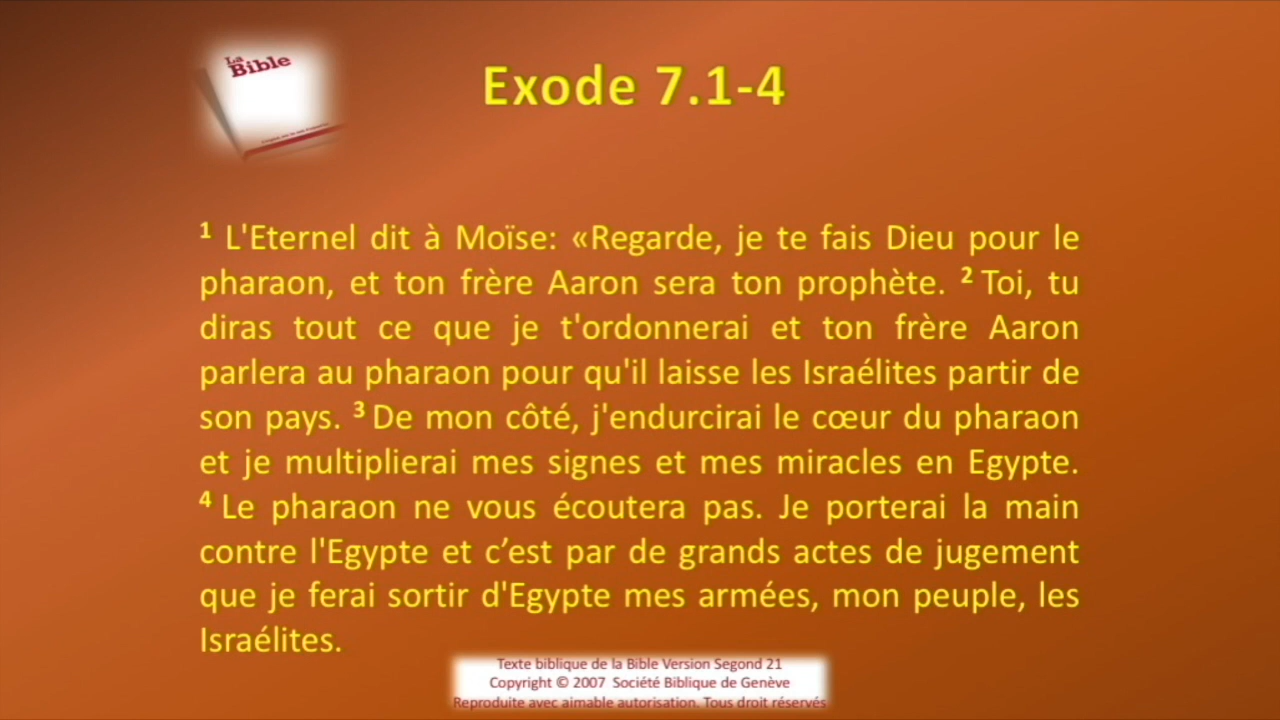 La
Bible
Exode 7.1-4
¹ L'Eternel dit à Moïse: «Regarde, je te fais Dieu pour le
pharaon, et ton frère Aaron sera ton prophète. ² Toi, tu
diras tout ce que je t'ordonnerai et ton frère Aaron
parlera au pharaon pour qu'il laisse les Israélites partir de
son pays. ³ De mon côté, j'endurcirai le cœur du pharaon
et je multiplierai mes signes et mes miracles en Egypte.
⁴ Le pharaon ne vous écoutera pas. Je porterai la main
contre l'Egypte et c’est par de grands actes de jugement
que je ferai sortir d'Egypte mes armées, mon peuple, les
Israélites.
Texte biblique de la Bible Version Segond 21
Copyright © 2007 Société Biblique de Genève
Reproduite avec aimable autorisation. Tous droit réservés